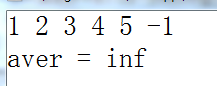 1 2 3 4 5 -1
aver = inf